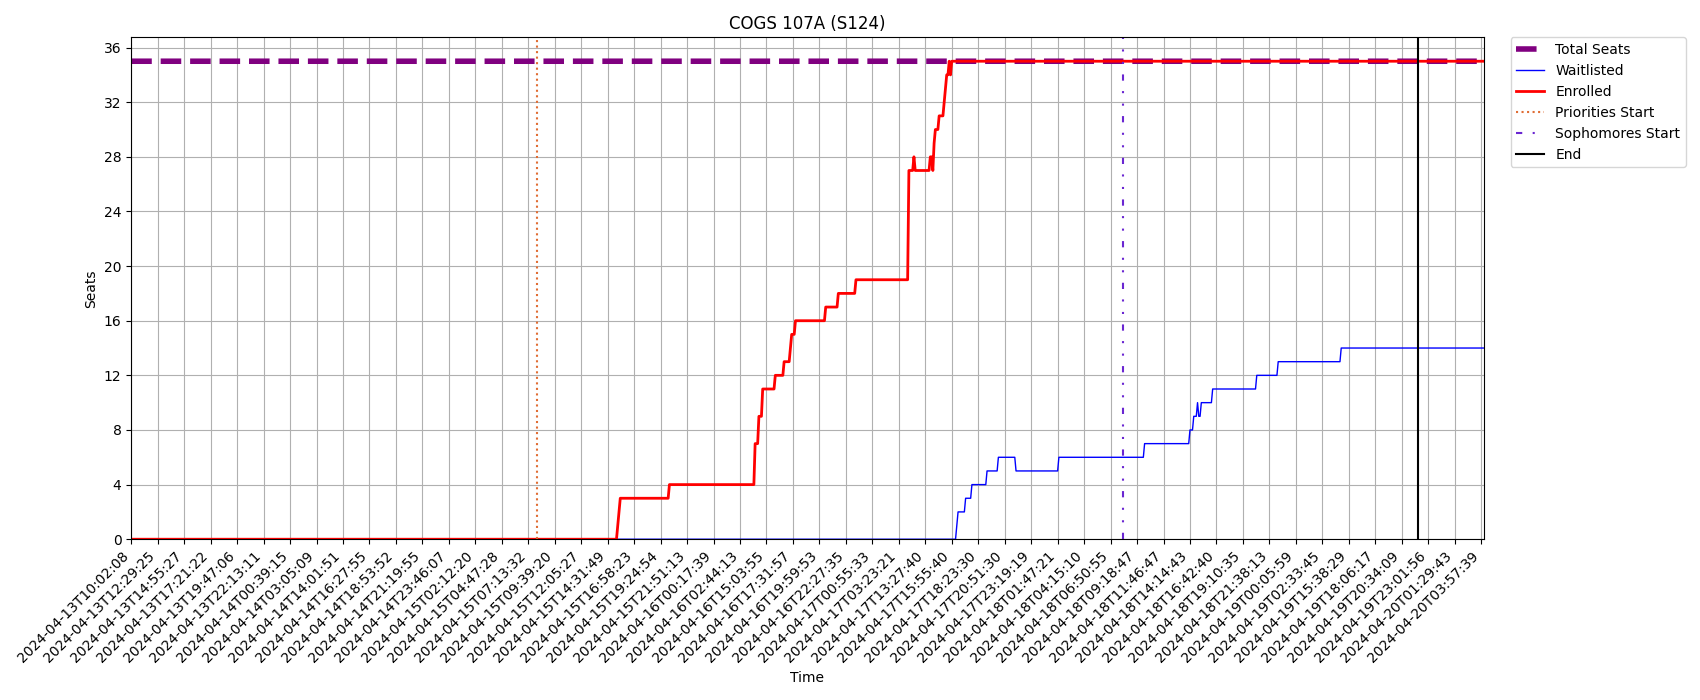 COGS 107A (S124)
Total Seats
Waitlisted
Enrolled
Priorities Start
Sophomores Start
End
Seats
36
32
28
24
20
16
12
8
4
0
2024-04-13T10:02:08
2024-04-13T12:29:25
2024-04-13T14:55:27
2024-04-13T17:21:22
2024-04-13T19:47:06
2024-04-13T22:13:11
2024-04-14T00:39:15
2024-04-14T03:05:09
2024-04-14T14:01:51
2024-04-14T16:27:55
2024-04-14T18:53:52
2024-04-14T21:19:55
2024-04-14T23:46:07
2024-04-15T02:12:20
2024-04-15T04:47:28
2024-04-15T07:13:32
2024-04-15T09:39:20
2024-04-15T12:05:27
2024-04-15T14:31:49
2024-04-15T16:58:23
2024-04-15T19:24:54
2024-04-15T21:51:13
2024-04-16T00:17:39
2024-04-16T02:44:13
2024-04-16T15:03:55
2024-04-16T17:31:57
2024-04-16T19:59:53
2024-04-16T22:27:35
2024-04-17T00:55:33
2024-04-17T03:23:21
2024-04-17T13:27:40
2024-04-17T15:55:40
2024-04-17T18:23:30
2024-04-17T20:51:30
2024-04-17T23:19:19
2024-04-18T01:47:21
2024-04-18T04:15:10
2024-04-18T06:50:55
2024-04-18T09:18:47
2024-04-18T11:46:47
2024-04-18T14:14:43
2024-04-18T16:42:40
2024-04-18T19:10:35
2024-04-18T21:38:13
2024-04-19T00:05:59
2024-04-19T02:33:45
2024-04-19T15:38:29
2024-04-19T18:06:17
2024-04-19T20:34:09
2024-04-19T23:01:56
2024-04-20T01:29:43
2024-04-20T03:57:39
Time